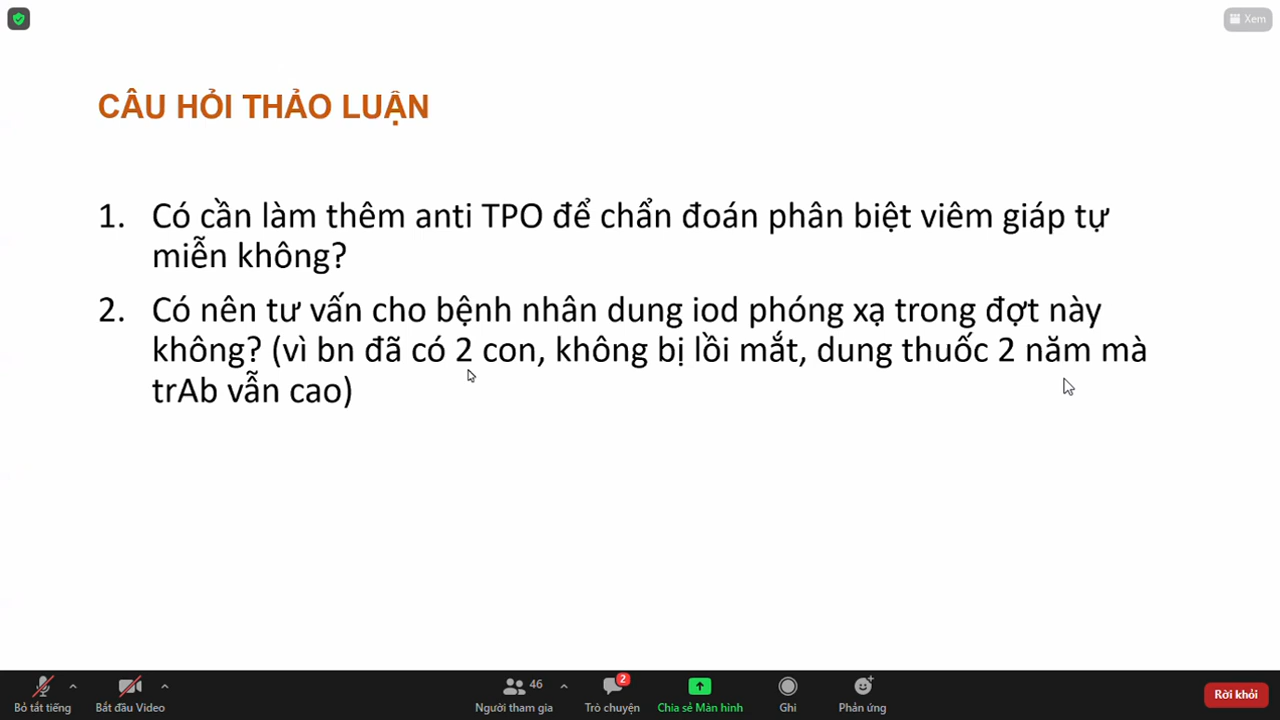 Xem
CÂU HỎI THẢO LUẬN
1. Có cần làm thêm anti TPO để chẩn đoán phân biệt viêm giáp tự
miễn không?
2. Có nên tư vấn cho bệnh nhân dung iod phóng xạ trong đợt này
không? (vì bn đã có 2 con, không bị lồi mắt, dung thuốc 2 năm mà
trAb vẫn cao)
Bỏ tắt tiếng
Bắt đầu Video
46
Người tham gia
2
Trò chuyện
Chia sẻ Màn hình
Ghi
Phản ứng
Rời khỏi